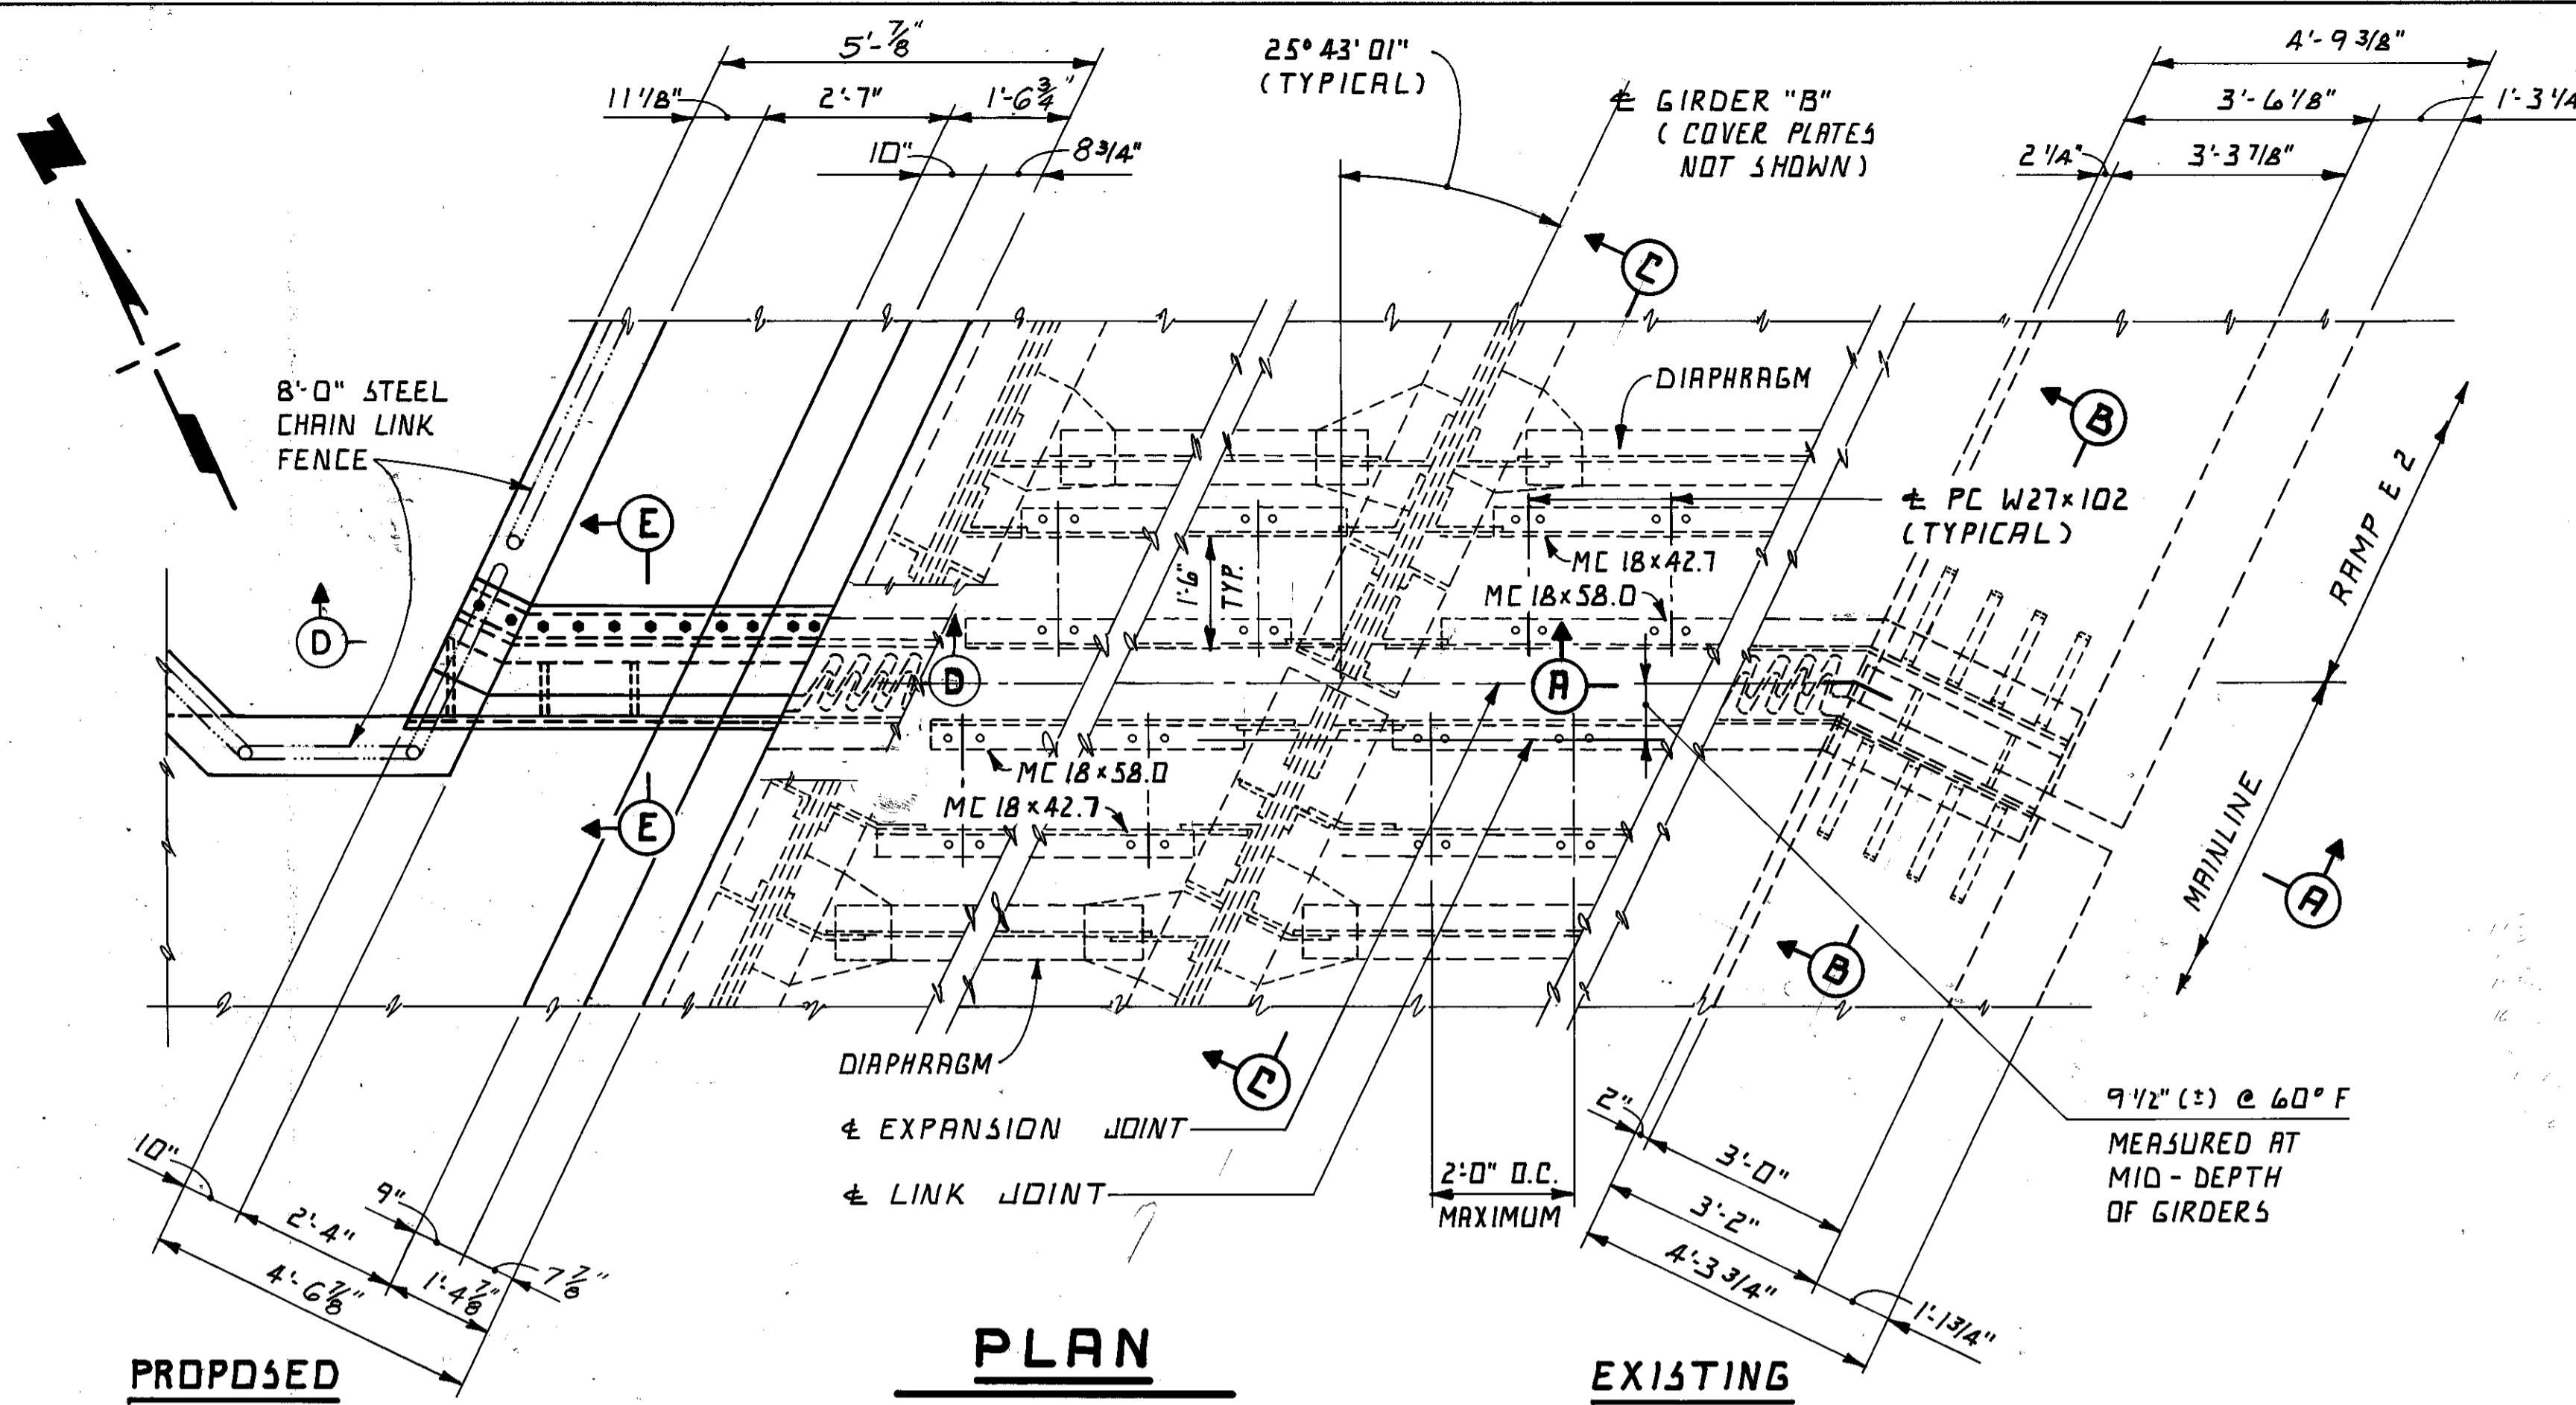 5'-7/8"
11 1/8"
2'-7"
1'-6 3/4"
10"
8 3/4"
25° 43' 01"
(TYPICAL)
℄ GIRDER "B"
( COVER PLATES
NOT SHOWN )
4'-9 3/8"
3'-6 1/8"
1'-3 1/4
2 1/4"
3'-3 7/8"
C
8'-0" STEEL
CHAIN LINK
FENCE
DIAPHRAGM
B
RAMP E 2
E
℄ PC W27×102
(TYPICAL)
1'-6"
TYP.
MC 18×42.7
MC 18×58.0
D
D
A
MC 18×58.0
MC 18×42.7
E
MAINLINE
A
B
DIAPHRAGM
C
℄ EXPANSION JOINT
℄ LINK JOINT
2'-0" O.C.
MAXIMUM
9 1/2" (±) @ 60° F
MEASURED AT
MID - DEPTH
OF GIRDERS
10"
2'-4"
9"
4'-6 7/8"
1'-4 7/8"
7 7/8"
2"
3'-0"
3'-2"
4'-3 3/4"
1'-1 3/4"
PROPOSED
PLAN
EXISTING